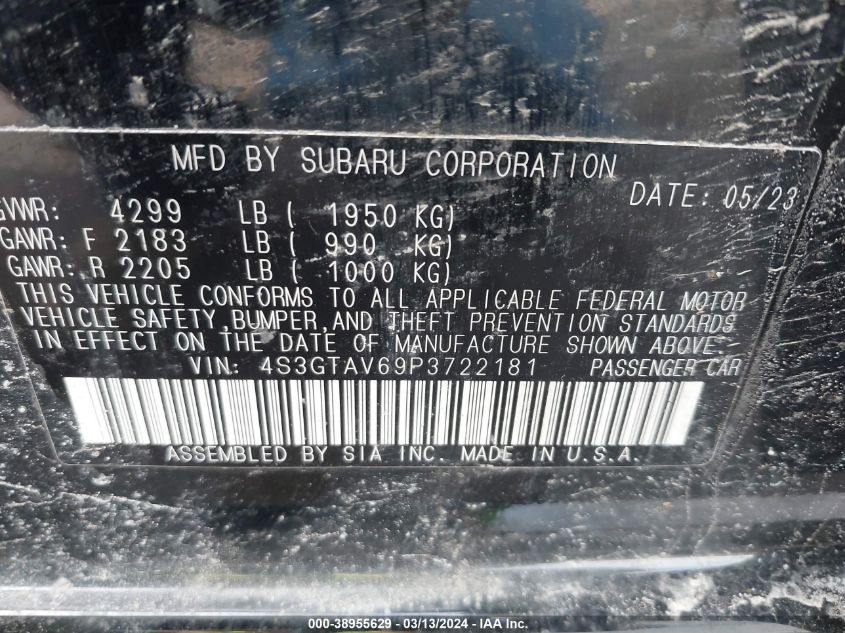 MFD BY SUBARU CORPORATION
DATE: 05/23
GVWR: 4299 LB ( 1950 KG)
GAWR: F 2183 LB ( 990 KG)
GAWR: R 2205 LB ( 1000 KG)
THIS VEHICLE CONFORMS TO ALL APPLICABLE FEDERAL MOTOR
VEHICLE SAFETY,BUMPER,AND THEFT PREVENTION STANDARDS
IN EFFECT ON THE DATE OF MANUFACTURE SHOWN ABOVE.
VIN: 4S3GTAV69P3722181 PASSENGER CAR
ASSEMBLED BY SIA INC. MADE IN U.S.A.
000-38955629 - 03/13/2024 - IAA Inc.